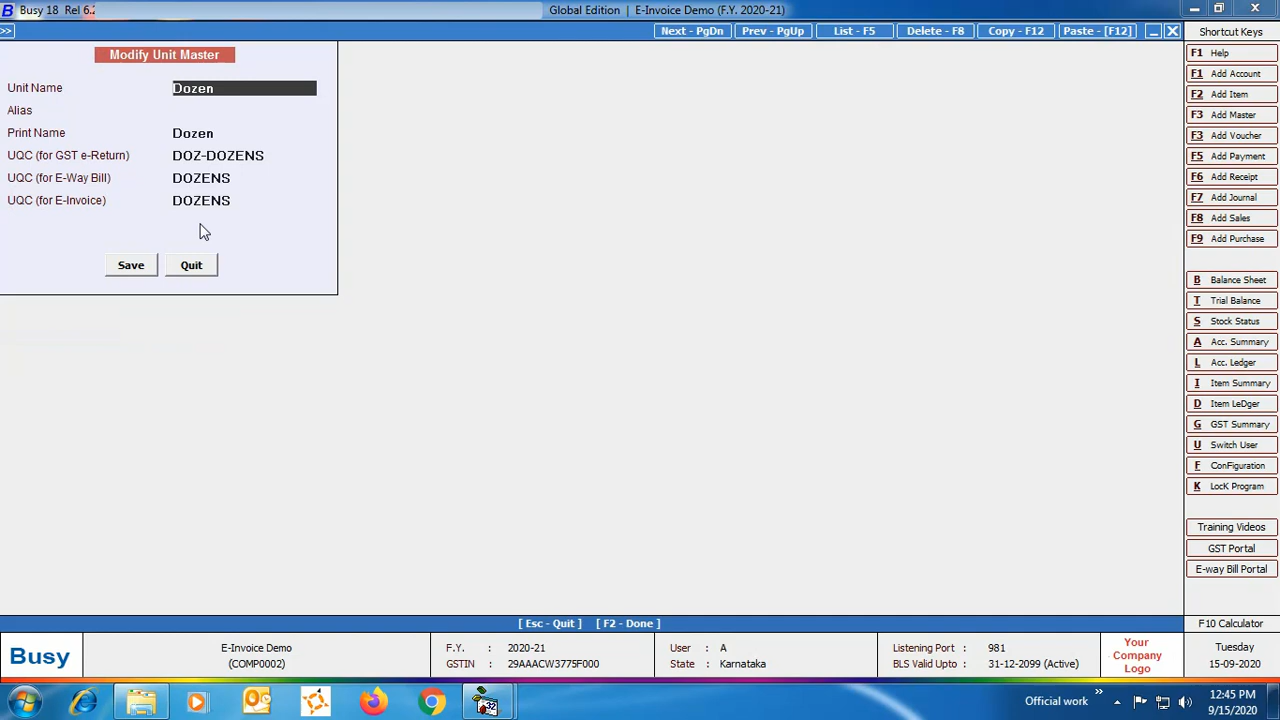 Busy 18 Rel 6.2
Global Edition | E-Invoice Demo (F.Y. 2020-21)
>>
Next - PgDn
Prev - PgUp
List - F5
Delete - F8
Copy - F12
Paste - [F12]
Modify Unit Master
Unit Name Dozen
Alias
Print Name Dozen
UQC (for GST e-Return) DOZ-DOZENS
UQC (for E-Way Bill) DOZENS
UQC (for E-Invoice) DOZENS
Save Quit
Shortcut Keys
F1 Help
F1 Add Account
F2 Add Item
F3 Add Master
F3 Add Voucher
F5 Add Payment
F6 Add Receipt
F7 Add Journal
F8 Add Sales
F9 Add Purchase
B Balance Sheet
T Trial Balance
S Stock Status
A Acc. Summary
L Acc. Ledger
I Item Summary
D Item LeDger
G GST Summary
U Switch User
F ConFiguration
K LocK Program
Training Videos
GST Portal
E-way Bill Portal
[ Esc - Quit ] [ F2 - Done ]
F10 Calculator
Busy
E-Invoice Demo
(COMP0002)
F.Y. : 2020-21
GSTIN : 29AAACW3775F000
User : A
State : Karnataka
Listening Port : 981
BLS Valid Upto : 31-12-2099 (Active)
Your
Company
Logo
Tuesday
15-09-2020
32
Official work
12:45 PM
9/15/2020